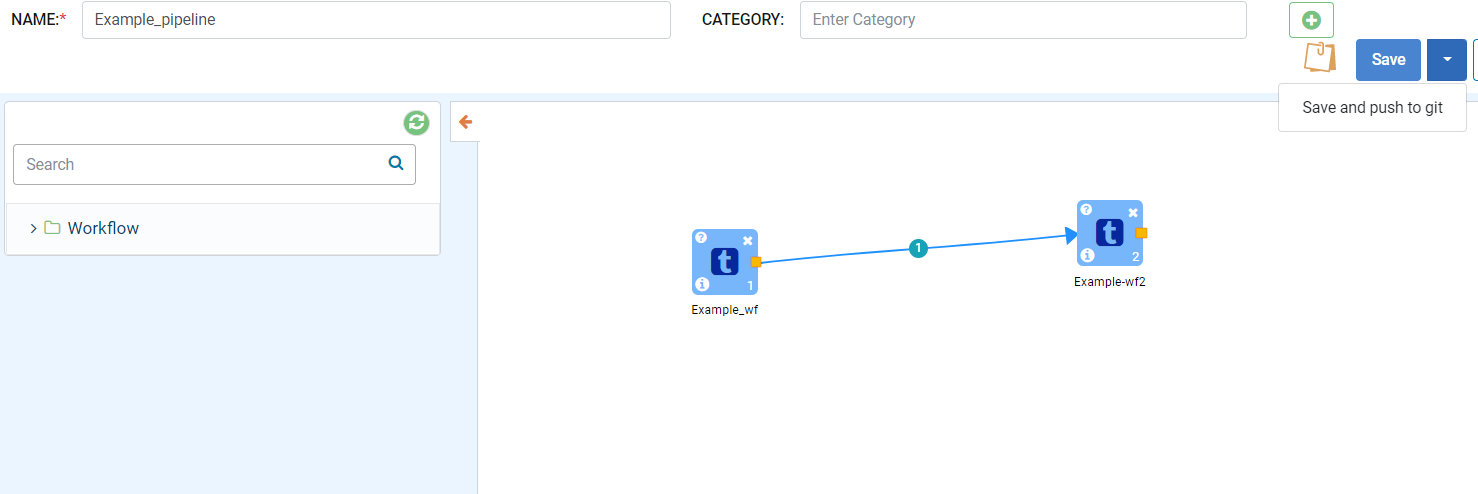 NAME:* Example_pipeline CATEGORY: Enter Category
Save
Save and push to git
Search
Workflow
? t i 1
Example_wf
1
? t i 2
Example-wf2